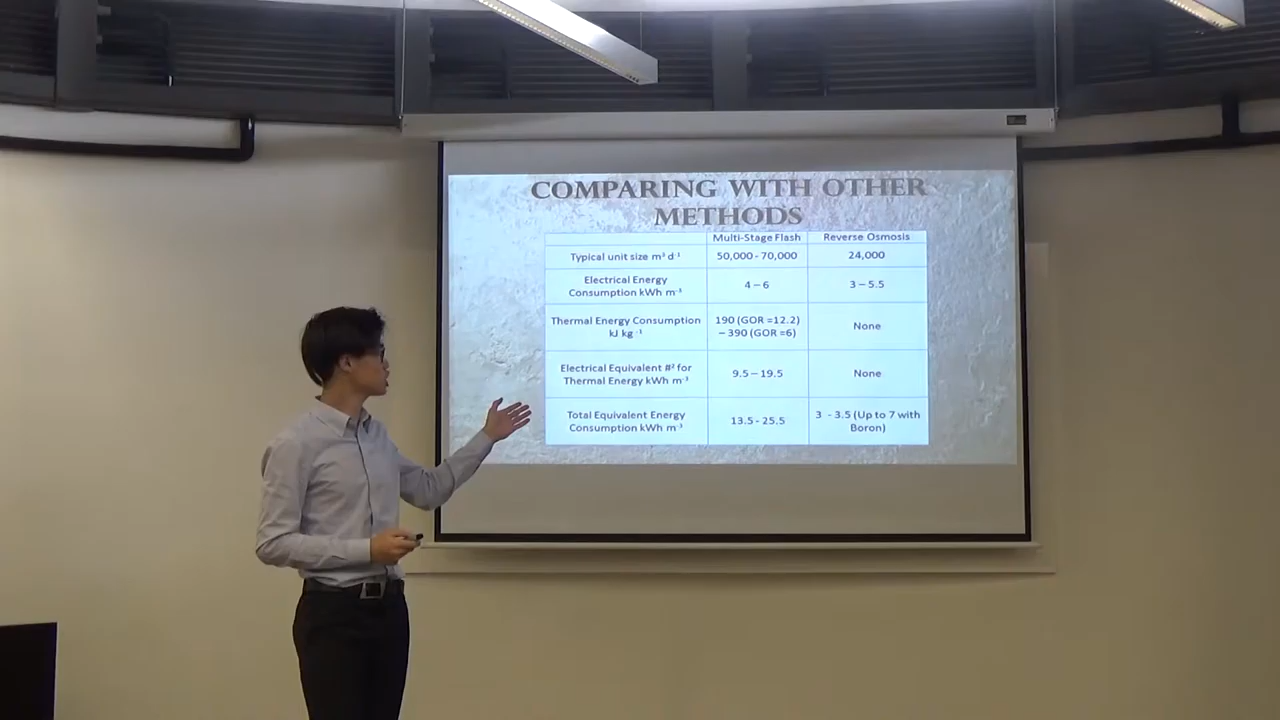 COMPARING WITH OTHER
METHODS
Multi-Stage Flash Reverse Osmosis
Typical unit size m³ d⁻¹ 50,000 - 70,000 24,000
Electrical Energy
Consumption kWh m⁻³ 4 – 6 3 – 5.5
Thermal Energy Consumption
kJ kg⁻¹
190 (GOR =12.2)
– 390 (GOR =6)
None
Electrical Equivalent #² for
Thermal Energy kWh m⁻³
9.5 – 19.5
None
Total Equivalent Energy
Consumption kWh m⁻³
13.5 - 25.5
3 - 3.5 (Up to 7 with
Boron)